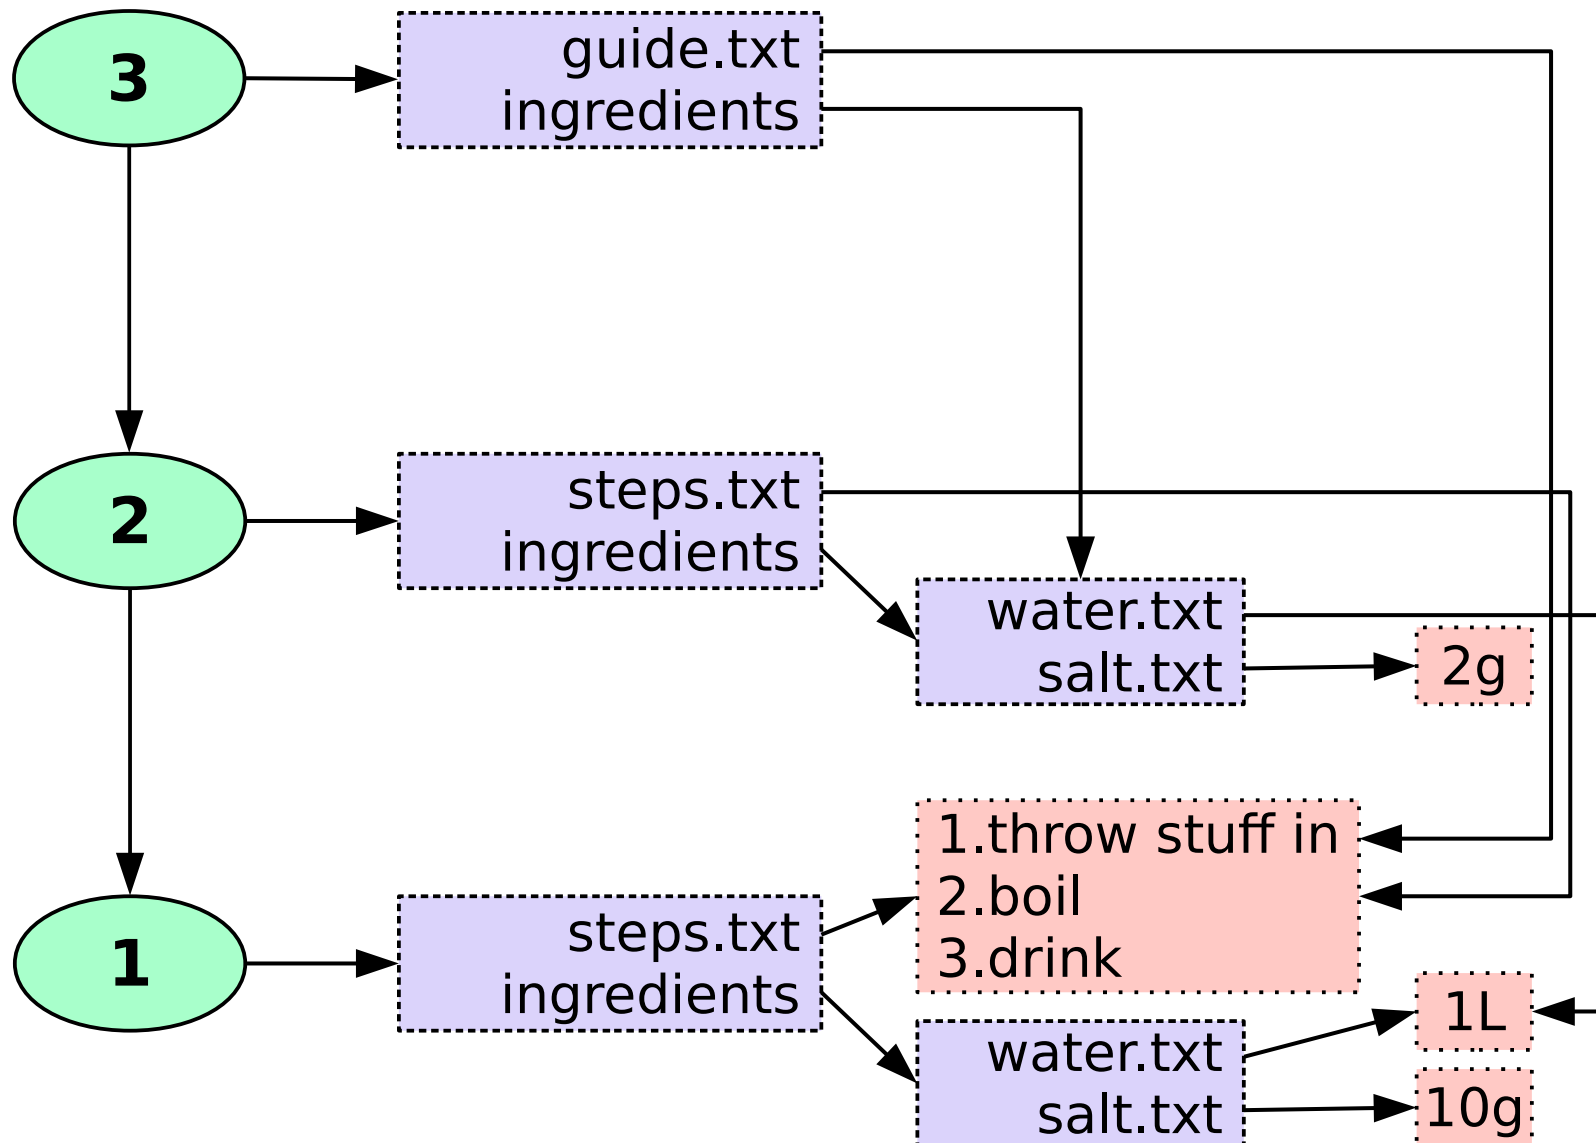 3
guide.txt
ingredients
2
steps.txt
ingredients
water.txt
salt.txt
2g
1.throw stuff in
2.boil
3.drink
1
steps.txt
ingredients
1L
water.txt
salt.txt
10g